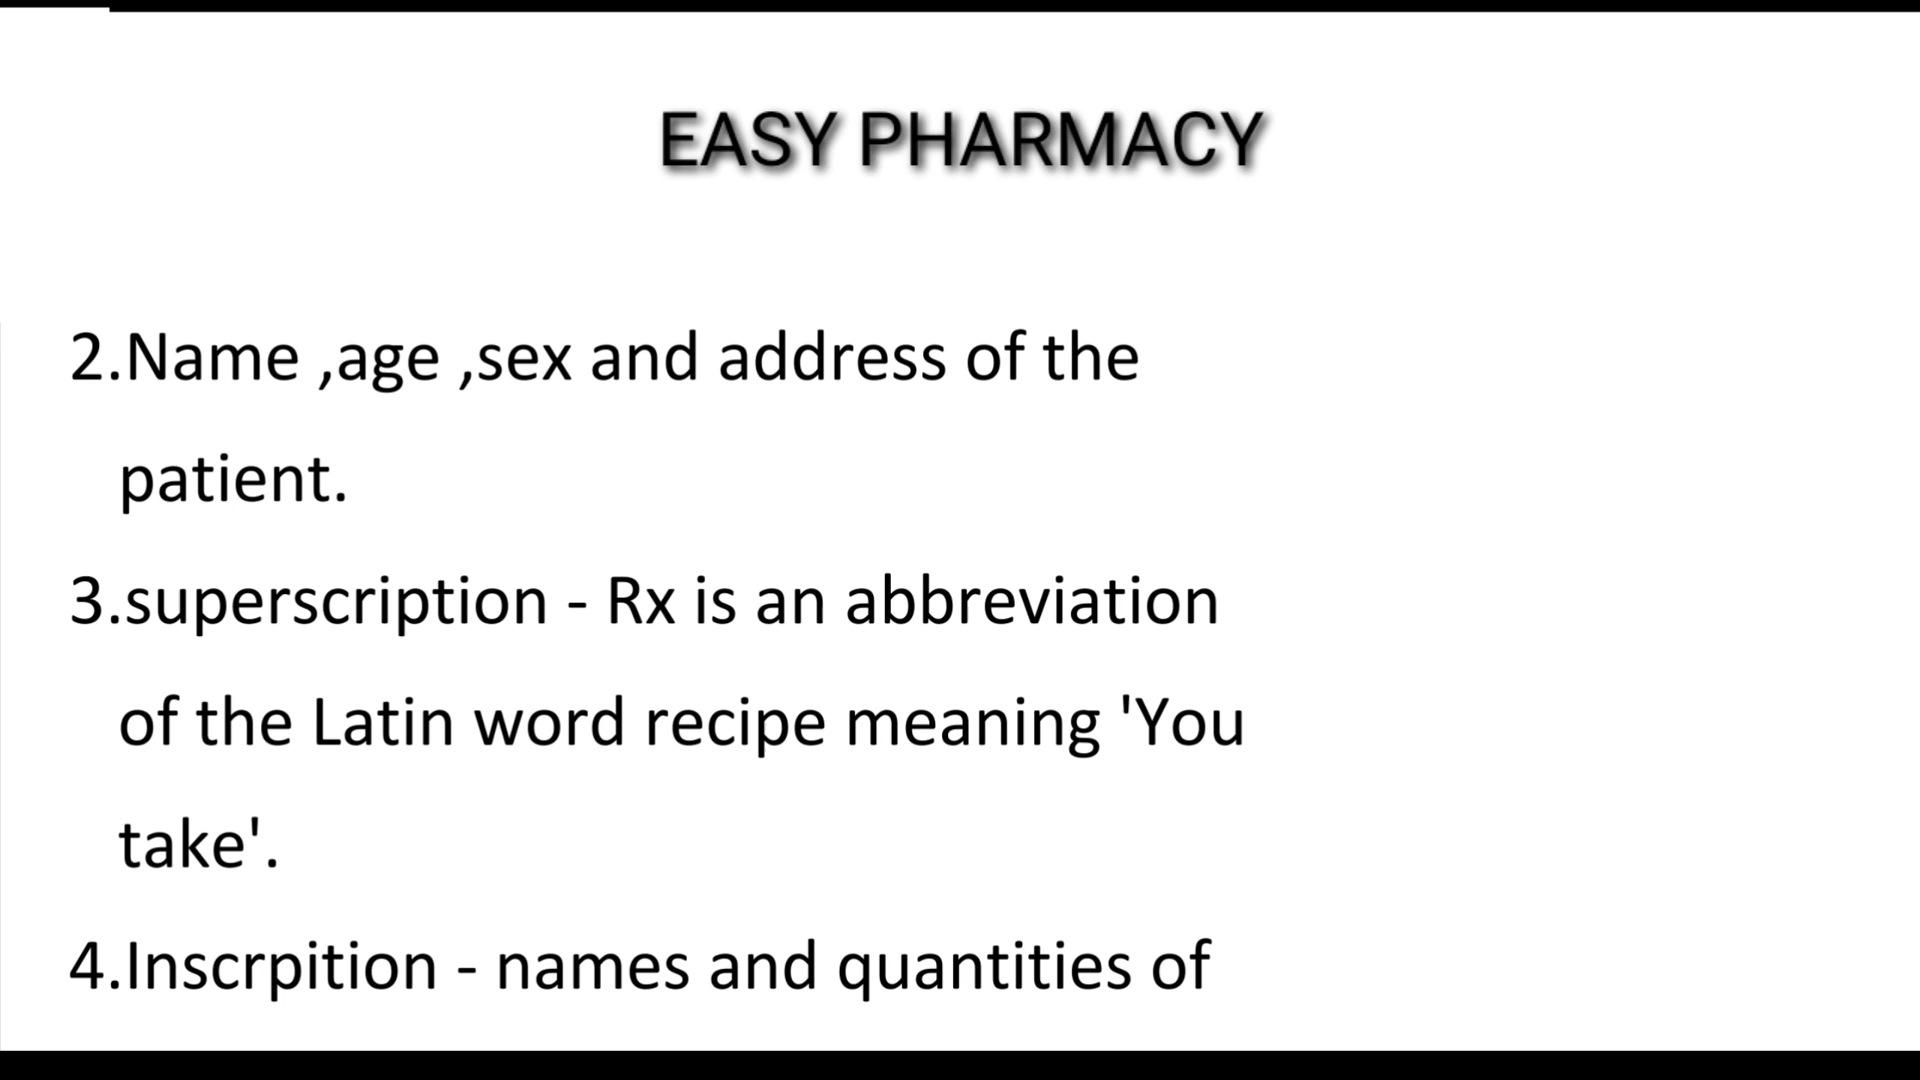 EASY PHARMACY
2.Name ,age ,sex and address of the
patient.
3.superscription - Rx is an abbreviation
of the Latin word recipe meaning 'You
take'.
4.Inscrpition - names and quantities of